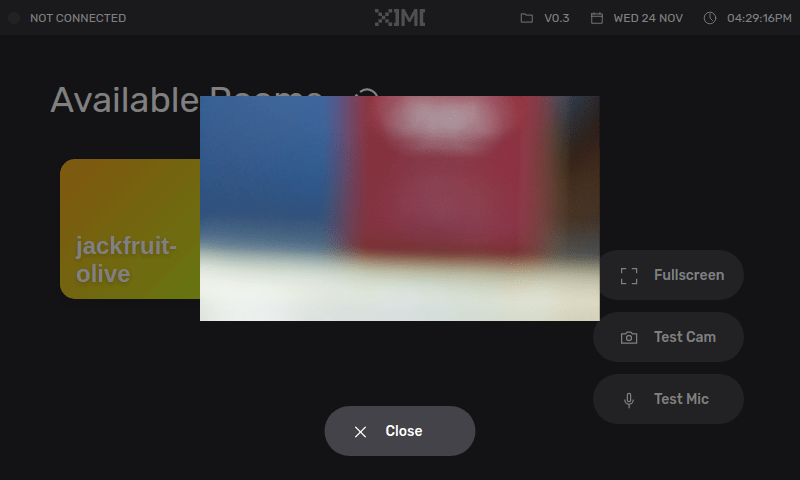 NOT CONNECTED
XIMI
V0.3
WED 24 NOV
04:29:16PM
Available Rooms
jackfruit-
olive
Fullscreen
Test Cam
Test Mic
Close